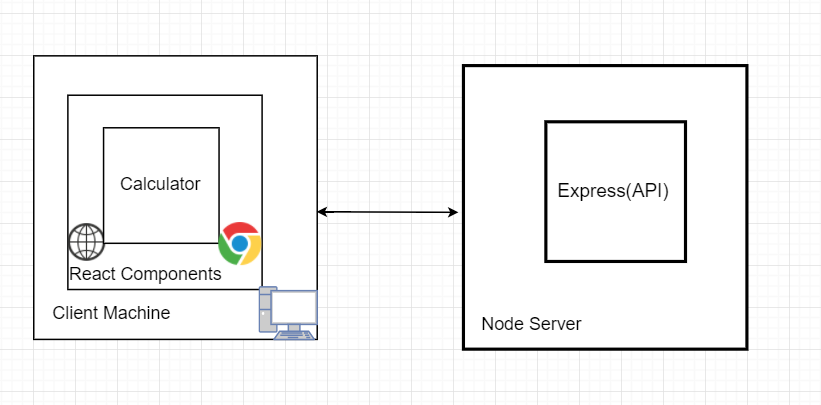 Calculator
React Components
Client Machine
Express(API)
Node Server